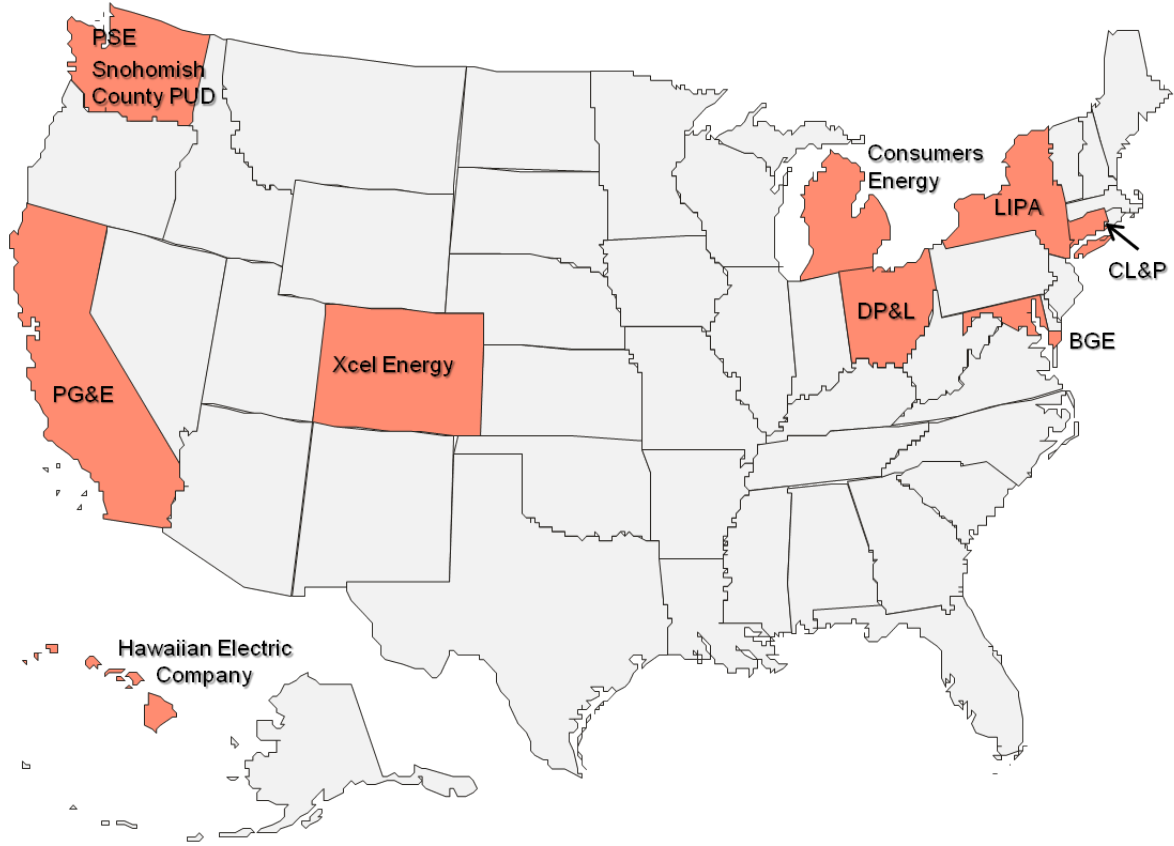 PSE
Snohomish
County PUD
Consumers
Energy
LIPA
CL&P
DP&L
BGE
Xcel Energy
PG&E
Hawaiian Electric
Company